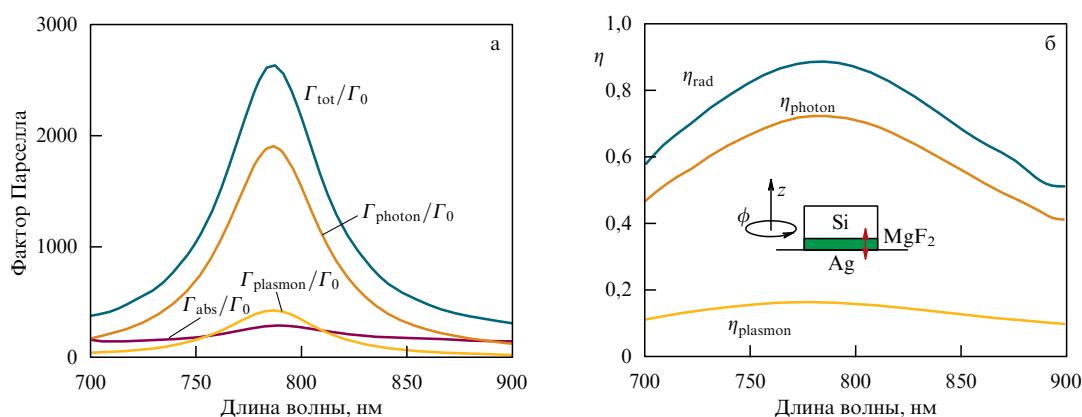 3000
2000
1000
0
Фактор Парселла
а
Γtot/Γ0
Γphoton/Γ0
Γplasmon/Γ0
Γabs/Γ0
700 750 800 850 900
Длина волны, нм
1,0
0,8
0,6
0,4
0,2
0
η
б
ηrad
ηphoton
z
ϕ
Si
MgF2
Ag
ηplasmon
700 750 800 850 900
Длина волны, нм